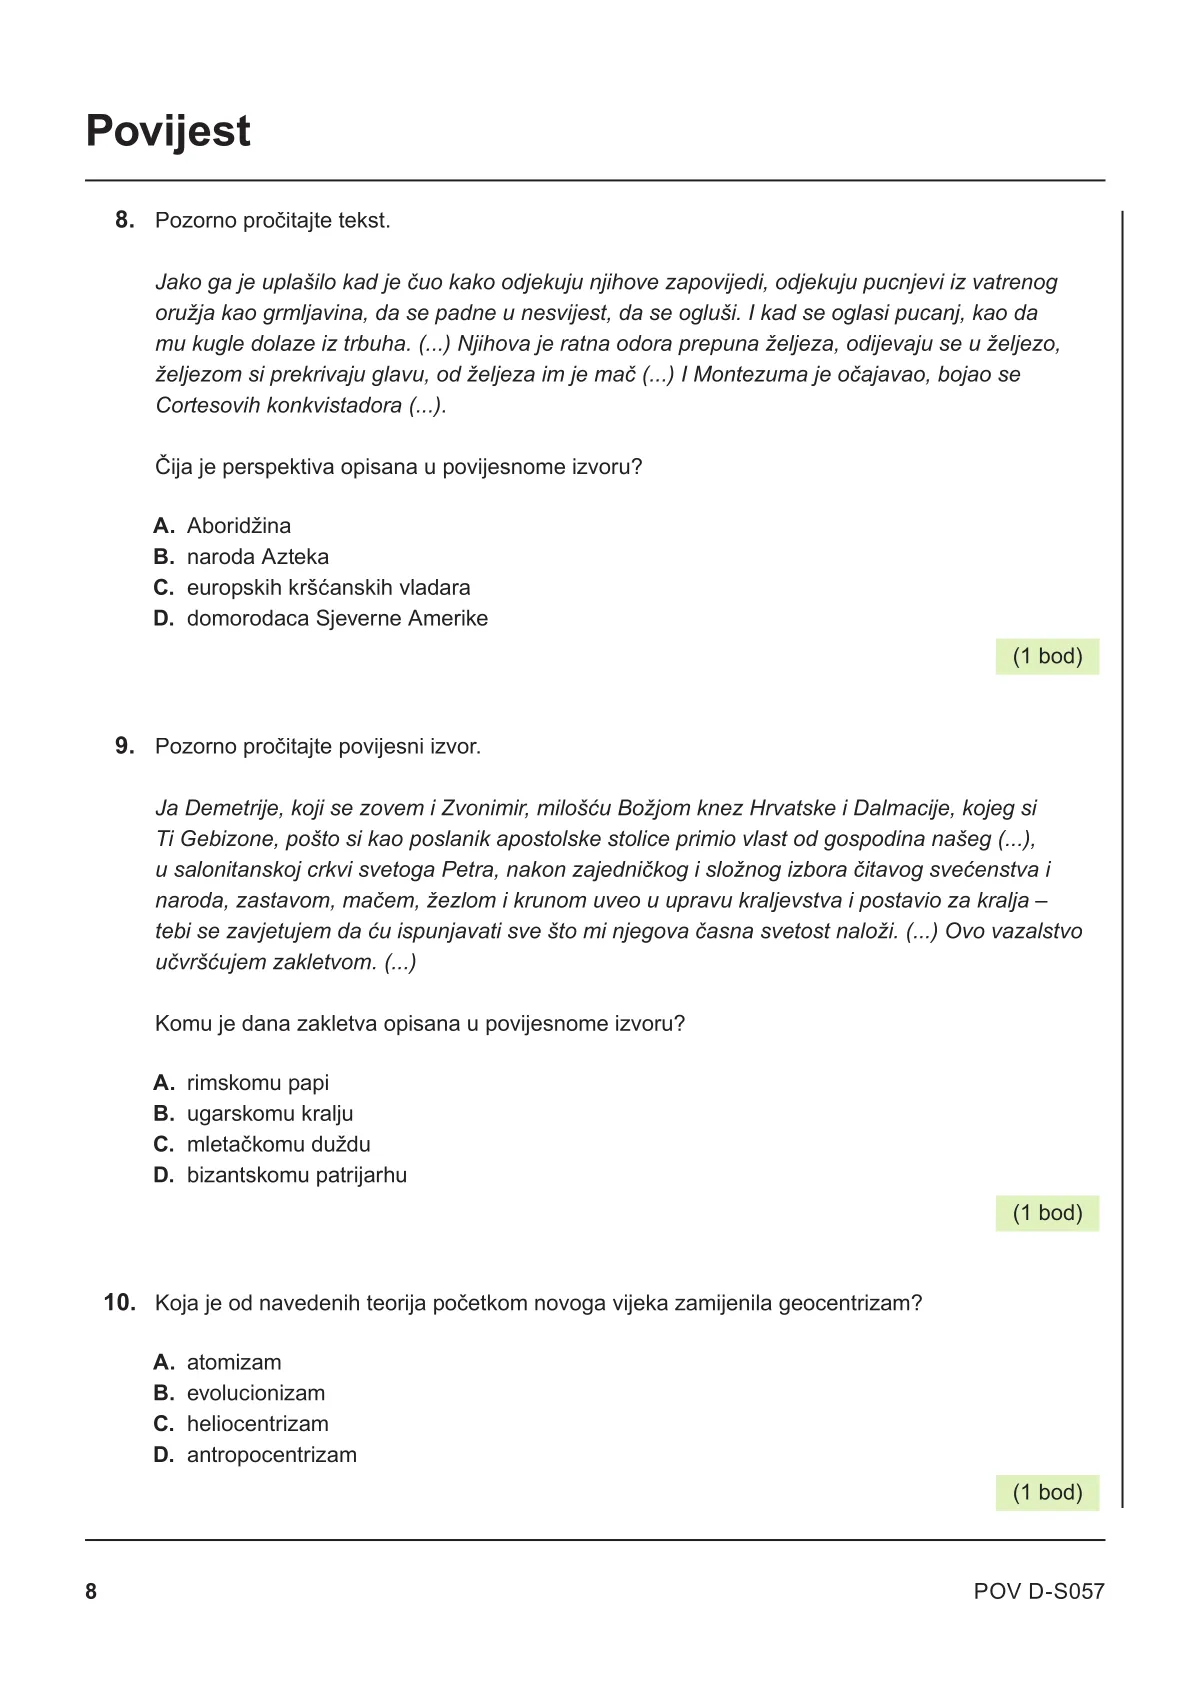 Povijest
8. Pozorno pročitajte tekst.
Jako ga je uplašilo kad je čuo kako odjekuju njihove zapovijedi, odjekuju pucnjevi iz vatrenog
oružja kao grmljavina, da se padne u nesvijest, da se ogluši. I kad se oglasi pucanj, kao da
mu kugle dolaze iz trbuha. (...) Njihova je ratna odora prepuna željeza, odijevaju se u željezo,
željezom si prekrivaju glavu, od željeza im je mač (...) I Montezuma je očajavao, bojao se
Cortesovih konkvistadora (...).
Čija je perspektiva opisana u povijesnome izvoru?
A. Aboridžina
B. naroda Azteka
C. europskih kršćanskih vladara
D. domorodaca Sjeverne Amerike
(1 bod)
9. Pozorno pročitajte povijesni izvor.
Ja Demetrije, koji se zovem i Zvonimir, milošću Božjom knez Hrvatske i Dalmacije, kojeg si
Ti Gebizone, pošto si kao poslanik apostolske stolice primio vlast od gospodina našeg (...),
u salonitanskoj crkvi svetoga Petra, nakon zajedničkog i složnog izbora čitavog svećenstva i
naroda, zastavom, mačem, žezlom i krunom uveo u upravu kraljevstva i postavio za kralja –
tebi se zavjetujem da ću ispunjavati sve što mi njegova časna svetost naloži. (...) Ovo vazalstvo
učvršćujem zakletvom. (...)
Komu je dana zakletva opisana u povijesnome izvoru?
A. rimskomu papi
B. ugarskomu kralju
C. mletačkomu duždu
D. bizantskomu patrijarhu
(1 bod)
10. Koja je od navedenih teorija početkom novoga vijeka zamijenila geocentrizam?
A. atomizam
B. evolucionizam
C. heliocentrizam
D. antropocentrizam
(1 bod)
8 POV D-S057